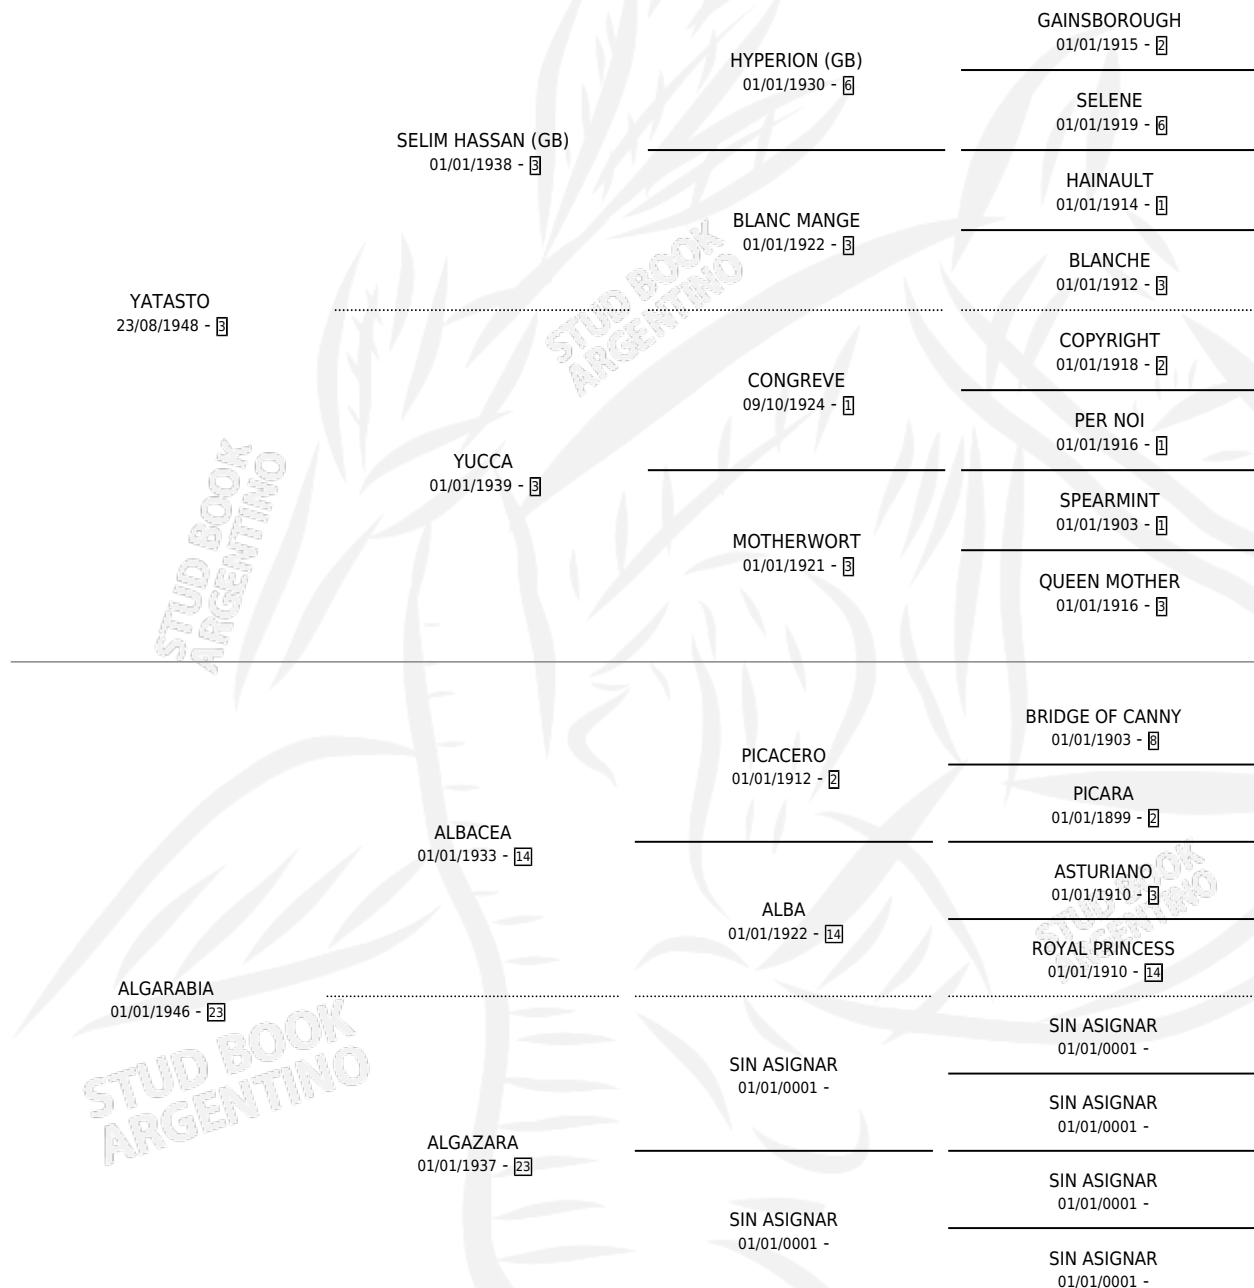 GAINSBOROUGH
01/01/1915 - 2
HYPERION (GB)
01/01/1930 - 6
SELENE
01/01/1919 - 6
SELIM HASSAN (GB)
01/01/1938 - 3
HAINAULT
01/01/1914 - 1
BLANC MANGE
01/01/1922 - 3
BLANCHE
01/01/1912 - 3
YATASTO
23/08/1948 - 3
COPYRIGHT
01/01/1918 - 2
CONGREVE
09/10/1924 - 1
PER NOI
01/01/1916 - 1
YUCCA
01/01/1939 - 3
SPEARMINT
01/01/1903 - 1
MOTHERWORT
01/01/1921 - 3
QUEEN MOTHER
01/01/1916 - 3
STUD BOOK
ARGENTINO
STUD BOOK
ARGENTINO
BRIDGE OF CANNY
01/01/1903 - 8
PICACERO
01/01/1912 - 2
PICARA
01/01/1899 - 2
ALBACEA
01/01/1933 - 14
ASTURIANO
01/01/1910 - 3
ALBA
01/01/1922 - 14
ROYAL PRINCESS
01/01/1910 - 14
STUD BOOK
ARGENTINO
ALGARABIA
01/01/1946 - 23
SIN ASIGNAR
01/01/0001 -
SIN ASIGNAR
01/01/0001 -
SIN ASIGNAR
01/01/0001 -
ALGAZARA
01/01/1937 - 23
SIN ASIGNAR
01/01/0001 -
SIN ASIGNAR
01/01/0001 -
SIN ASIGNAR
01/01/0001 -
STUD BOOK
ARGENTINO